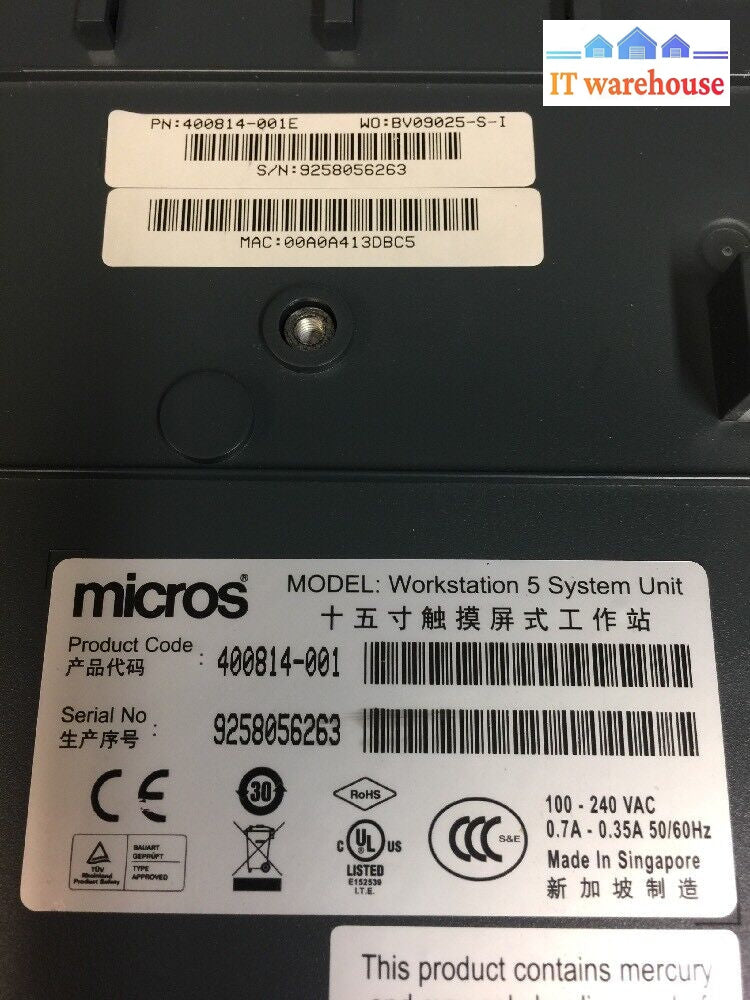 IT warehouse
PN:400814-001E WO:BV09025-S-I
S/N:9258056263
MAC:00A0A413DBC5
micros® MODEL: Workstation 5 System Unit
十五寸触摸屏式工作站
Product Code
产品代码 : 400814-001
Serial No
生产序号 : 9258056263
CE 30 RoHS
C UL US
LISTED
E152539
I.T.E.
TÜV
Rheinland
Product Safety
BAUART
GEPRÜFT
TYPE
APPROVED
CCC S&E
100 - 240 VAC
0.7A - 0.35A 50/60Hz
Made In Singapore
新加坡制造
This product contains mercury